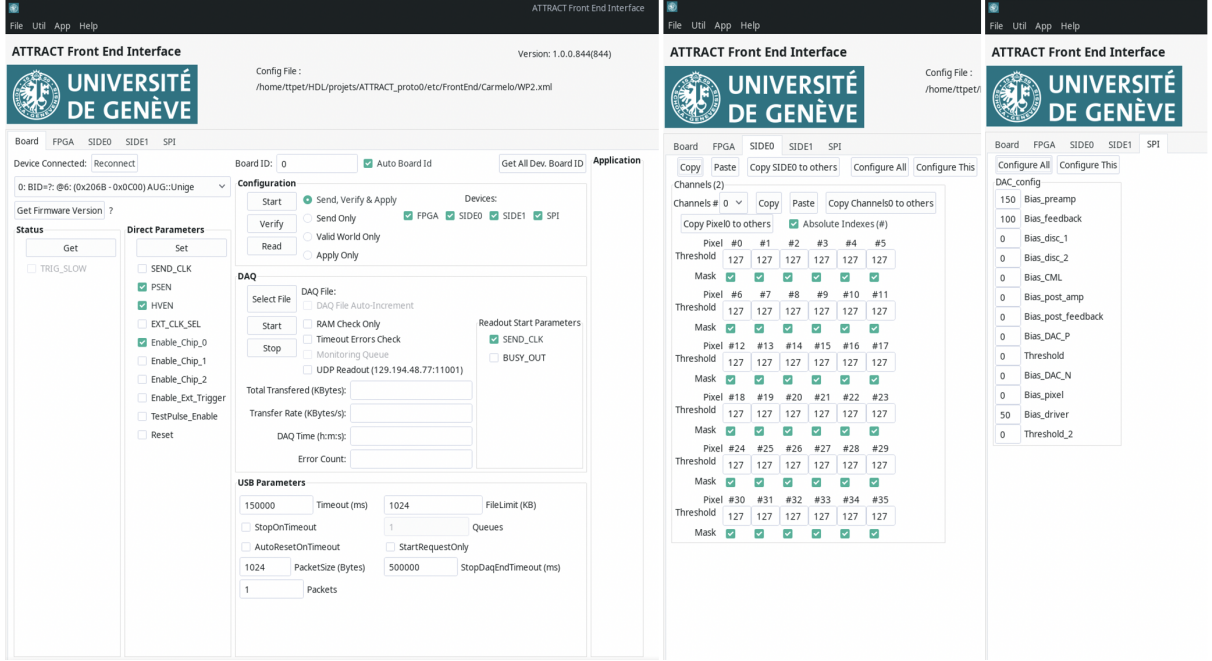 ATTRACT Front End Interface
File Util App Help
ATTRACT Front End Interface
Version: 1.0.0.844(844)
UNIVERSITÉ
DE GENÈVE
Config File :
/home/ttpet/HDL/projets/ATTRACT_proto0/etc/FrontEnd/Carmelo/WP2.xml
Board FPGA SIDE0 SIDE1 SPI
Device Connected: Reconnect
0: BID=?: @6: (0x206B - 0x0C00) AUG::Unige
Get Firmware Version ?
Status
Get
TRIG_SLOW
Direct Parameters
Set
SEND_CLK
PSEN
HVEN
EXT_CLK_SEL
Enable_Chip_0
Enable_Chip_1
Enable_Chip_2
Enable_Ext_Trigger
TestPulse_Enable
Reset
Board ID: 0 Auto Board Id Get All Dev. Board ID
Configuration
Start Send, Verify & Apply Devices:
Send Only FPGA SIDE0 SIDE1 SPI
Verify
Valid World Only
Read
Apply Only
DAQ
Select File DAQ File:
DAQ File Auto-Increment
Start RAM Check Only
Timeout Errors Check
Stop
Monitoring Queue
UDP Readout (129.194.48.77:11001)
Readout Start Parameters
SEND_CLK
BUSY_OUT
Total Transfered (KBytes):
Transfer Rate (KBytes/s):
DAQ Time (h:m:s):
Error Count:
USB Parameters
150000 Timeout (ms) 1024 FileLimit (KB)
StopOnTimeout 1 Queues
AutoResetOnTimeout StartRequestOnly
1024 PacketSize (Bytes) 500000 StopDaqEndTimeout (ms)
1 Packets
Application
File Util App Help
ATTRACT Front End Interface
UNIVERSITÉ
DE GENÈVE
Config File :
/home/ttpet/
Board FPGA SIDE0 SIDE1 SPI
Copy Paste Copy SIDE0 to others Configure All Configure This
Channels (2)
Channels # 0 Copy Paste Copy Channels0 to others
Copy Pixel0 to others Absolute Indexes (#)
Pixel #0 #1 #2 #3 #4 #5
Threshold 127 127 127 127 127 127
Mask
Pixel #6 #7 #8 #9 #10 #11
Threshold 127 127 127 127 127 127
Mask
Pixel #12 #13 #14 #15 #16 #17
Threshold 127 127 127 127 127 127
Mask
Pixel #18 #19 #20 #21 #22 #23
Threshold 127 127 127 127 127 127
Mask
Pixel #24 #25 #26 #27 #28 #29
Threshold 127 127 127 127 127 127
Mask
Pixel #30 #31 #32 #33 #34 #35
Threshold 127 127 127 127 127 127
Mask
File Util App Help
ATTRACT Front End Interface
UNIVERSITÉ
DE GENÈVE
Board FPGA SIDE0 SIDE1 SPI
Configure All Configure This
DAC_config
150 Bias_preamp
100 Bias_feedback
0 Bias_disc_1
0 Bias_disc_2
0 Bias_CML
0 Bias_post_amp
0 Bias_post_feedback
0 Bias_DAC_P
0 Threshold
0 Bias_DAC_N
0 Bias_pixel
50 Bias_driver
0 Threshold_2